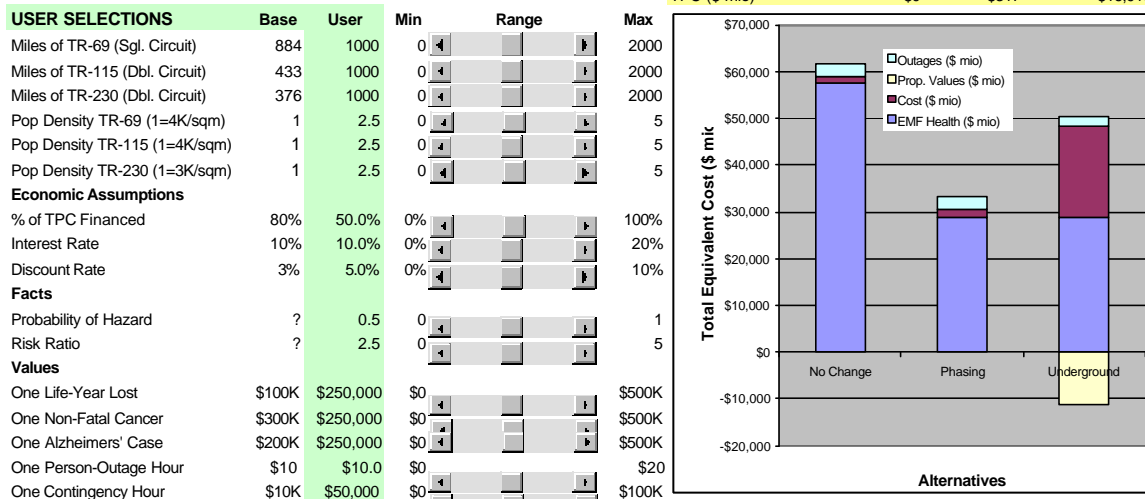 USER SELECTIONS Base User Min Range Max
Miles of TR-69 (Sgl. Circuit) 884 1000 0 2000
Miles of TR-115 (Dbl. Circuit) 433 1000 0 2000
Miles of TR-230 (Dbl. Circuit) 376 1000 0 2000
Pop Density TR-69 (1=4K/sqm) 1 2.5 0 5
Pop Density TR-115 (1=4K/sqm) 1 2.5 0 5
Pop Density TR-230 (1=3K/sqm) 1 2.5 0 5
Economic Assumptions
% of TPC Financed 80% 50.0% 0% 100%
Interest Rate 10% 10.0% 0% 20%
Discount Rate 3% 5.0% 0% 10%
Facts
Probability of Hazard ? 0.5 0 1
Risk Ratio ? 2.5 0 5
Values
One Life-Year Lost $100K $250,000 $0 $500K
One Non-Fatal Cancer $300K $250,000 $0 $500K
One Alzheimers' Case $200K $250,000 $0 $500K
One Person-Outage Hour $10 $10.0 $0 $20
One Contingency Hour $10K $50,000 $0 $100K
$70,000
$60,000
$50,000
$40,000
$30,000
$20,000
$10,000
$0
-$10,000
-$20,000
Total Equivalent Cost ($ mic
Outages ($ mio)
Prop. Values ($ mio)
Cost ($ mio)
EMF Health ($ mio)
No Change Phasing Underground
Alternatives